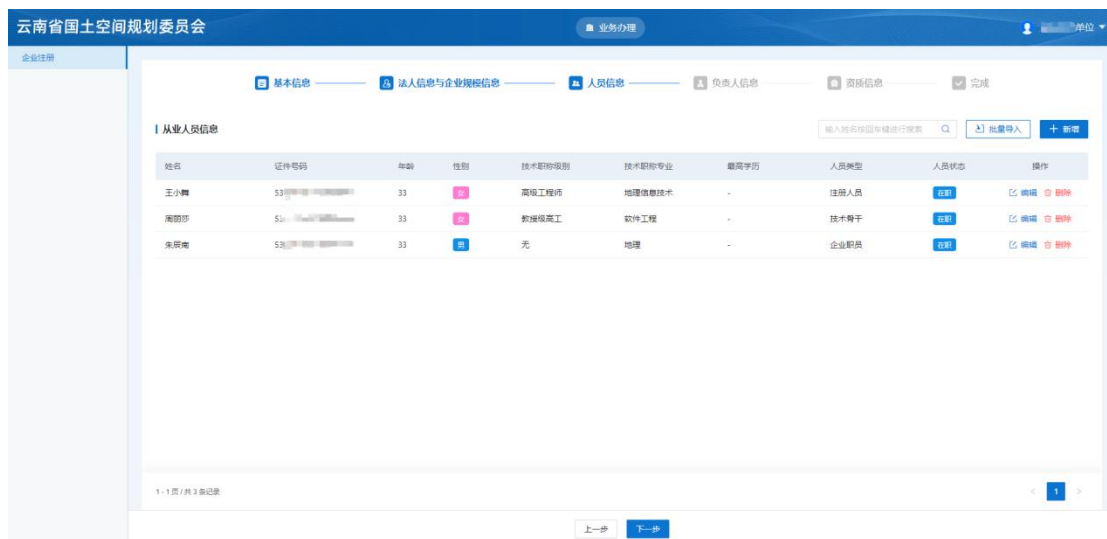 云南省国土空间规划委员会 业务办理 单位
企业注册
基本信息 法人信息与企业规模信息 人员信息 负责人信息 资质信息 完成
从业人员信息 输入姓名按回车键进行搜索 批量导入 + 新增
姓名 证件号码 年龄 性别 技术职称级别 技术职称专业 最高学历 人员类型 人员状态 操作
王小舞 53 33 女 高级工程师 地理信息技术 - 注册人员 在职 编辑 删除
周丽莎 51 33 女 教授级高工 软件工程 - 技术骨干 在职 编辑 删除
朱辰南 53 33 男 无 地理 - 企业职员 在职 编辑 删除
1 - 1 页 / 共 3 条记录 < 1 >
上一步 下一步